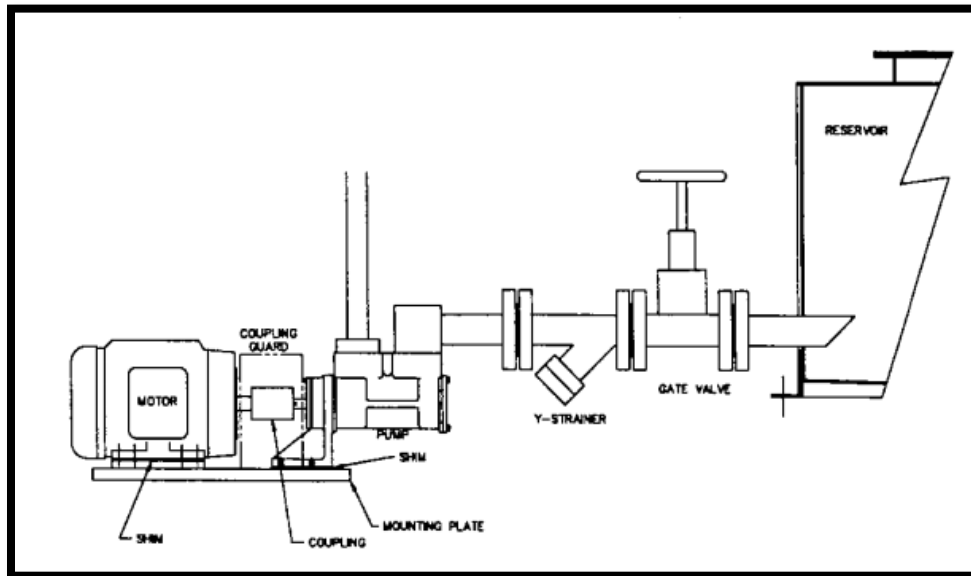 RESERVOIR
COUPLING
GUARD
MOTOR
GATE VALVE
Y-STRAINER
PUMP
SHIM
MOUNTING PLATE
SHIM
COUPLING